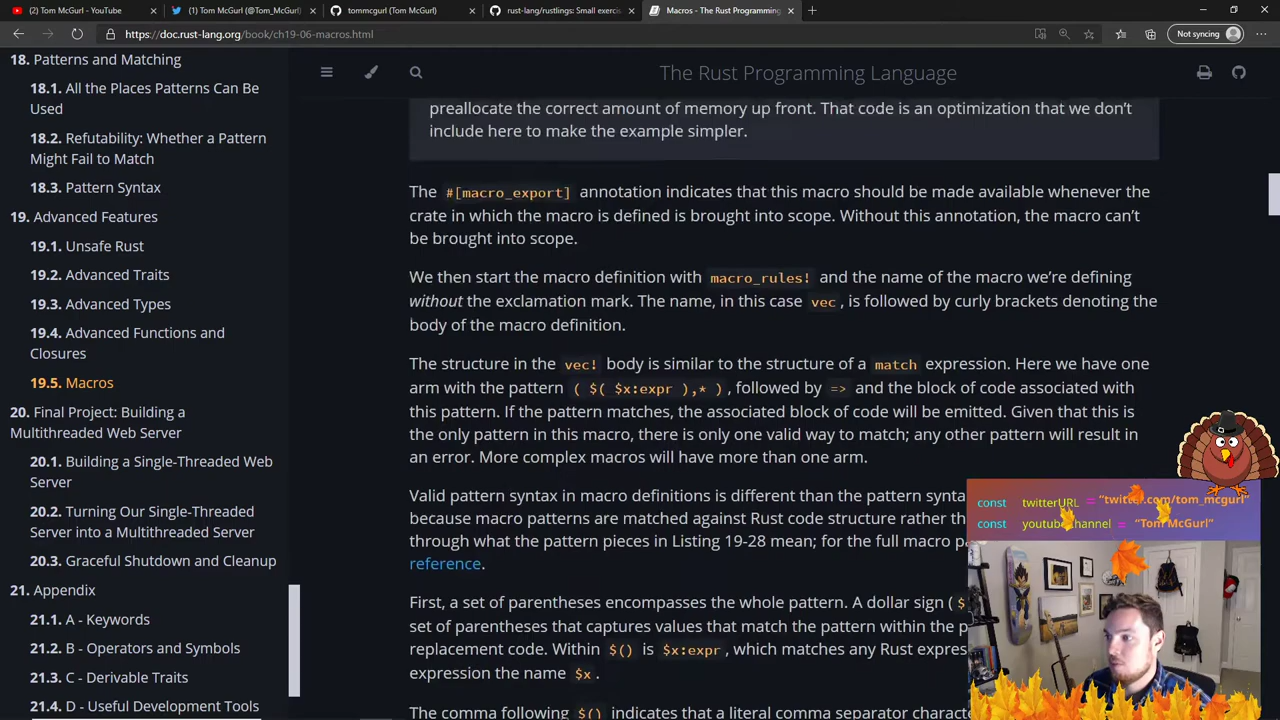 (2) Tom McGurl - YouTube
(1) Tom McGurl (@Tom_McGurl)
tommcgurl (Tom McGurl)
rust-lang/rustlings: Small exerci
Macros - The Rust Programming
https://doc.rust-lang.org/book/ch19-06-macros.html
Not syncing
18. Patterns and Matching
18.1. All the Places Patterns Can Be
Used
18.2. Refutability: Whether a Pattern
Might Fail to Match
18.3. Pattern Syntax
19. Advanced Features
19.1. Unsafe Rust
19.2. Advanced Traits
19.3. Advanced Types
19.4. Advanced Functions and
Closures
19.5. Macros
20. Final Project: Building a
Multithreaded Web Server
20.1. Building a Single-Threaded Web
Server
20.2. Turning Our Single-Threaded
Server into a Multithreaded Server
20.3. Graceful Shutdown and Cleanup
21. Appendix
21.1. A - Keywords
21.2. B - Operators and Symbols
21.3. C - Derivable Traits
21.4. D - Useful Development Tools
The Rust Programming Language
preallocate the correct amount of memory up front. That code is an optimization that we don’t
include here to make the example simpler.
The #[macro_export] annotation indicates that this macro should be made available whenever the
crate in which the macro is defined is brought into scope. Without this annotation, the macro can’t
be brought into scope.
We then start the macro definition with macro_rules! and the name of the macro we’re defining
without the exclamation mark. The name, in this case vec, is followed by curly brackets denoting the
body of the macro definition.
The structure in the vec! body is similar to the structure of a match expression. Here we have one
arm with the pattern ( $( $x:expr ),* ), followed by => and the block of code associated with
this pattern. If the pattern matches, the associated block of code will be emitted. Given that this is
the only pattern in this macro, there is only one valid way to match; any other pattern will result in
an error. More complex macros will have more than one arm.
Valid pattern syntax in macro definitions is different than the pattern synta
because macro patterns are matched against Rust code structure rather th
through what the pattern pieces in Listing 19-28 mean; for the full macro pa
reference.
First, a set of parentheses encompasses the whole pattern. A dollar sign ( $
set of parentheses that captures values that match the pattern within the p
replacement code. Within $() is $x:expr, which matches any Rust expres
expression the name $x.
The comma following $() indicates that a literal comma separator characte
const twitterURL = "twitter.com/tom_mcgurl"
const youtubeChannel = "Tom McGurl"